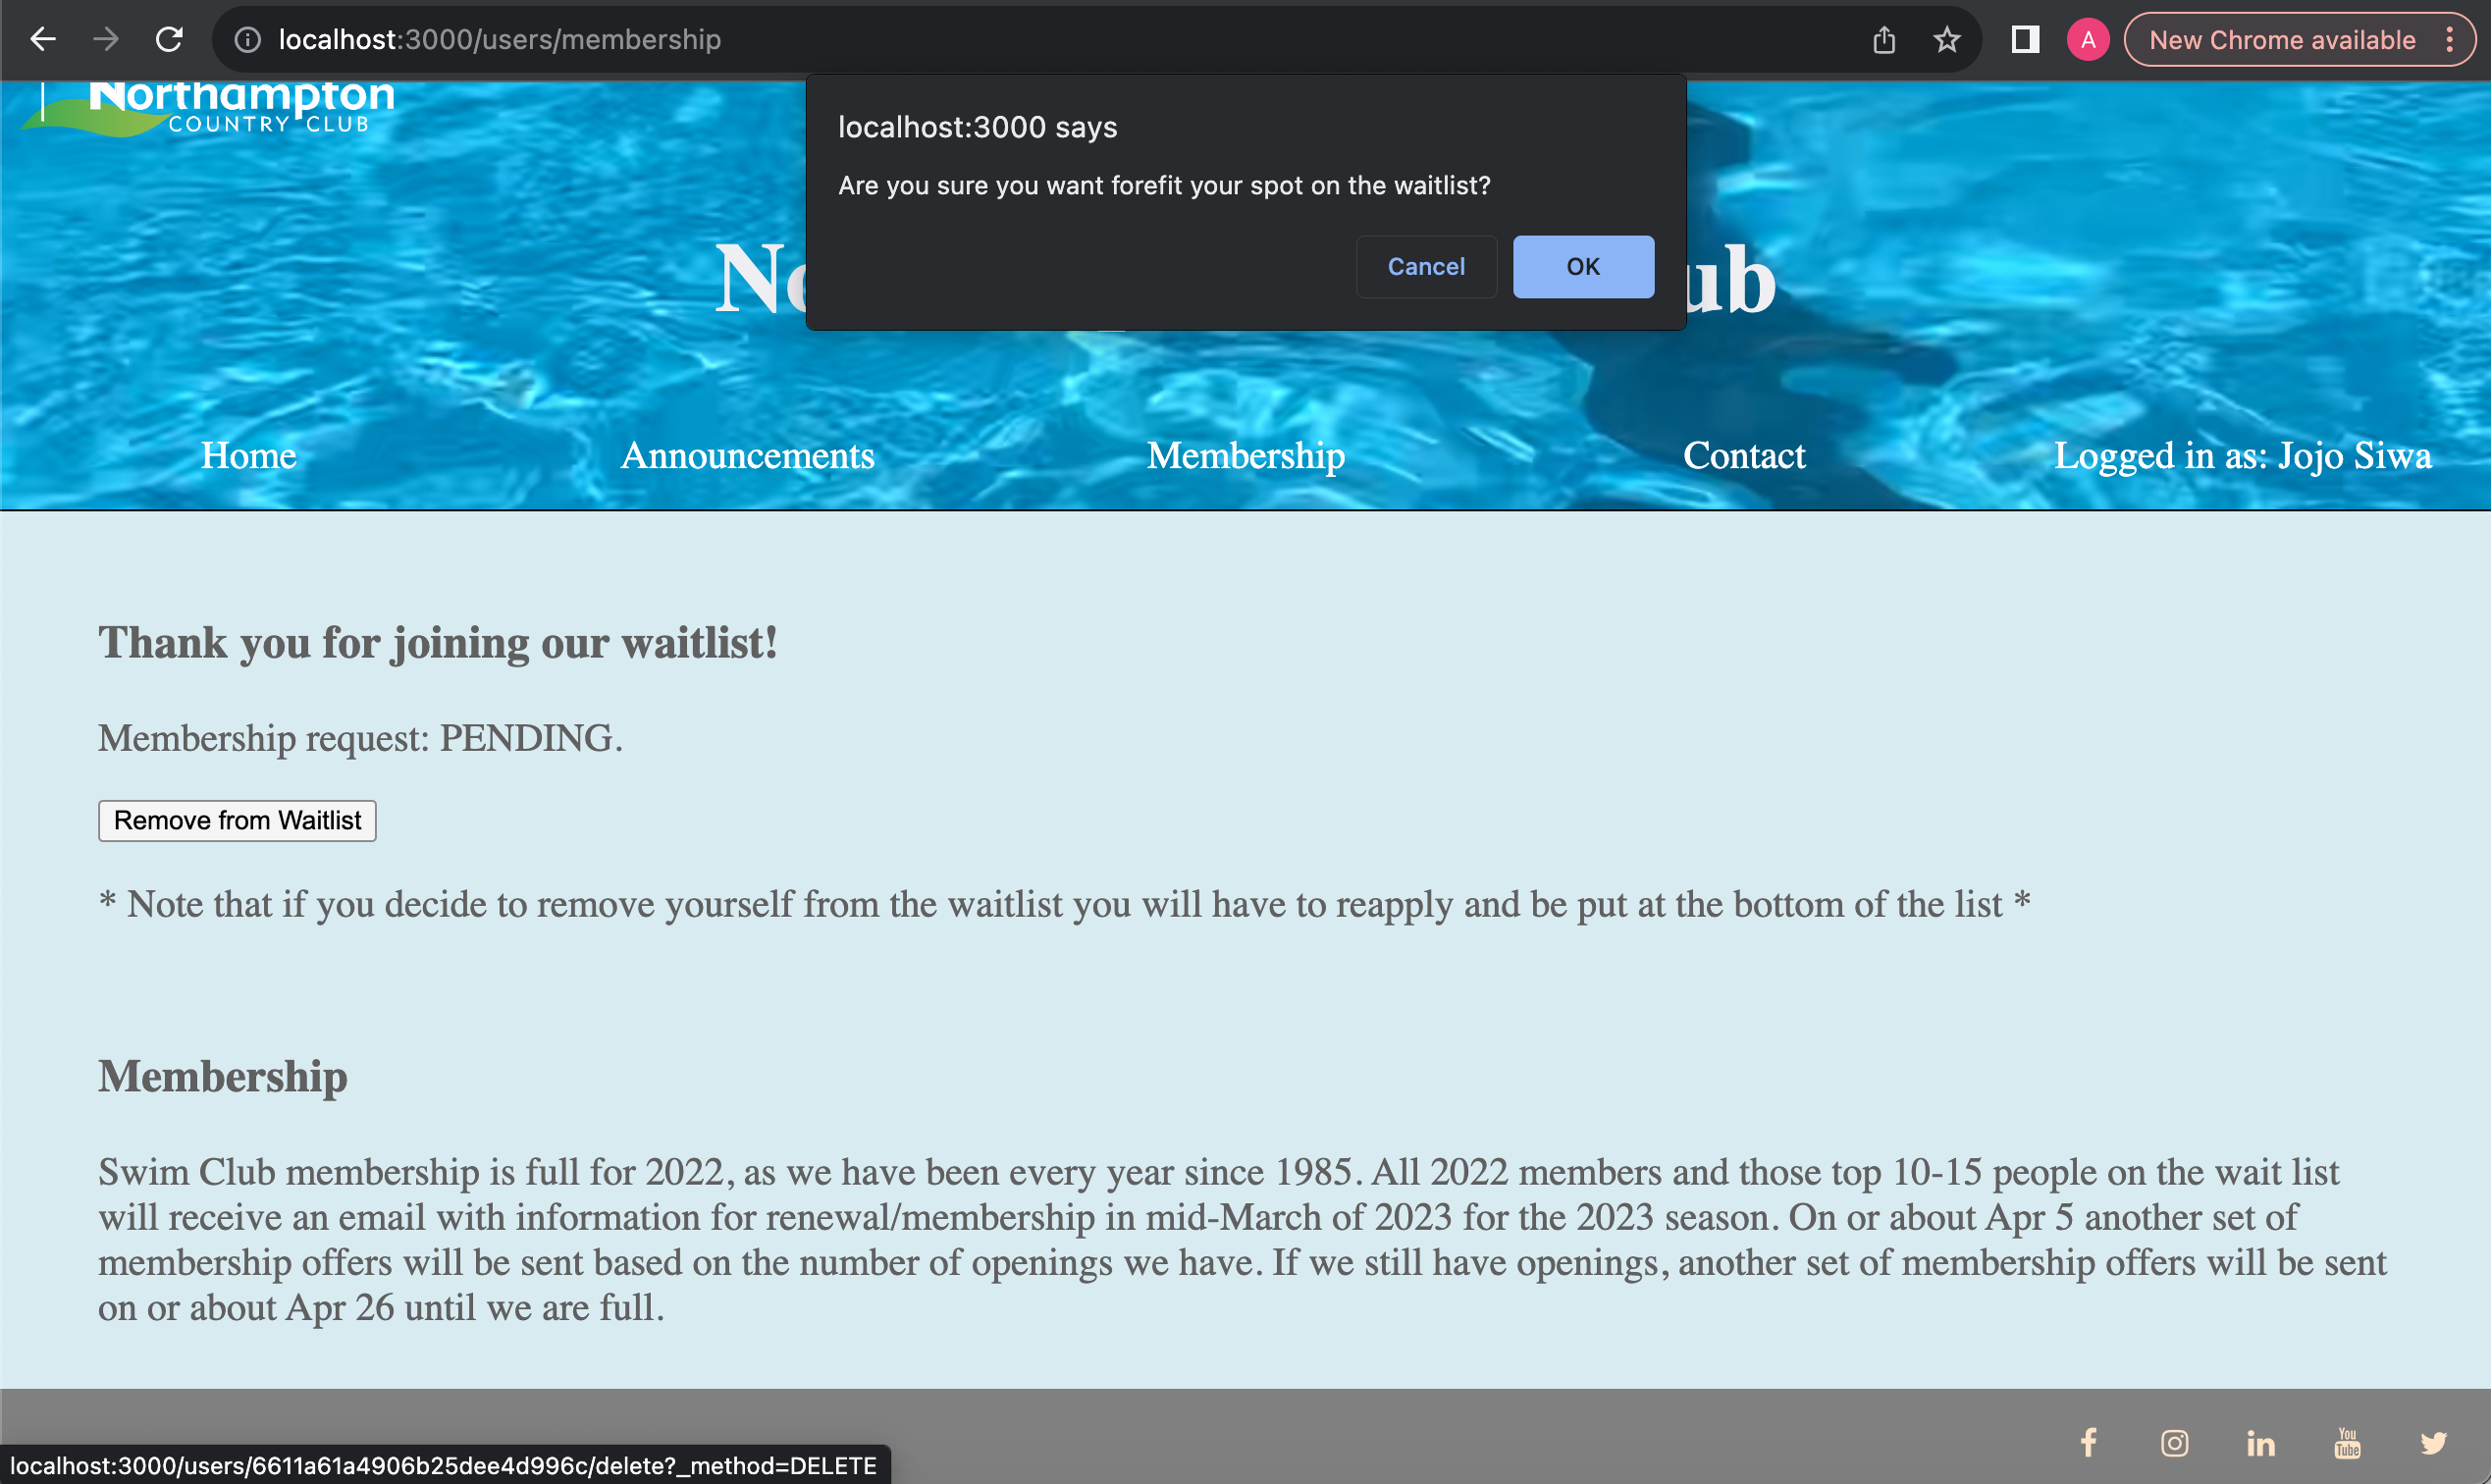 localhost:3000/users/membership
A
New Chrome available
Northampton
COUNTRY CLUB
localhost:3000 says
Are you sure you want forefit your spot on the waitlist?
Cancel
OK
No
ub
Home
Announcements
Membership
Contact
Logged in as: Jojo Siwa
Thank you for joining our waitlist!
Membership request: PENDING.
Remove from Waitlist
* Note that if you decide to remove yourself from the waitlist you will have to reapply and be put at the bottom of the list *
Membership
Swim Club membership is full for 2022, as we have been every year since 1985. All 2022 members and those top 10-15 people on the wait list
will receive an email with information for renewal/membership in mid-March of 2023 for the 2023 season. On or about Apr 5 another set of
membership offers will be sent based on the number of openings we have. If we still have openings, another set of membership offers will be sent
on or about Apr 26 until we are full.
in
You
Tube
localhost:3000/users/6611a61a4906b25dee4d996c/delete?_method=DELETE